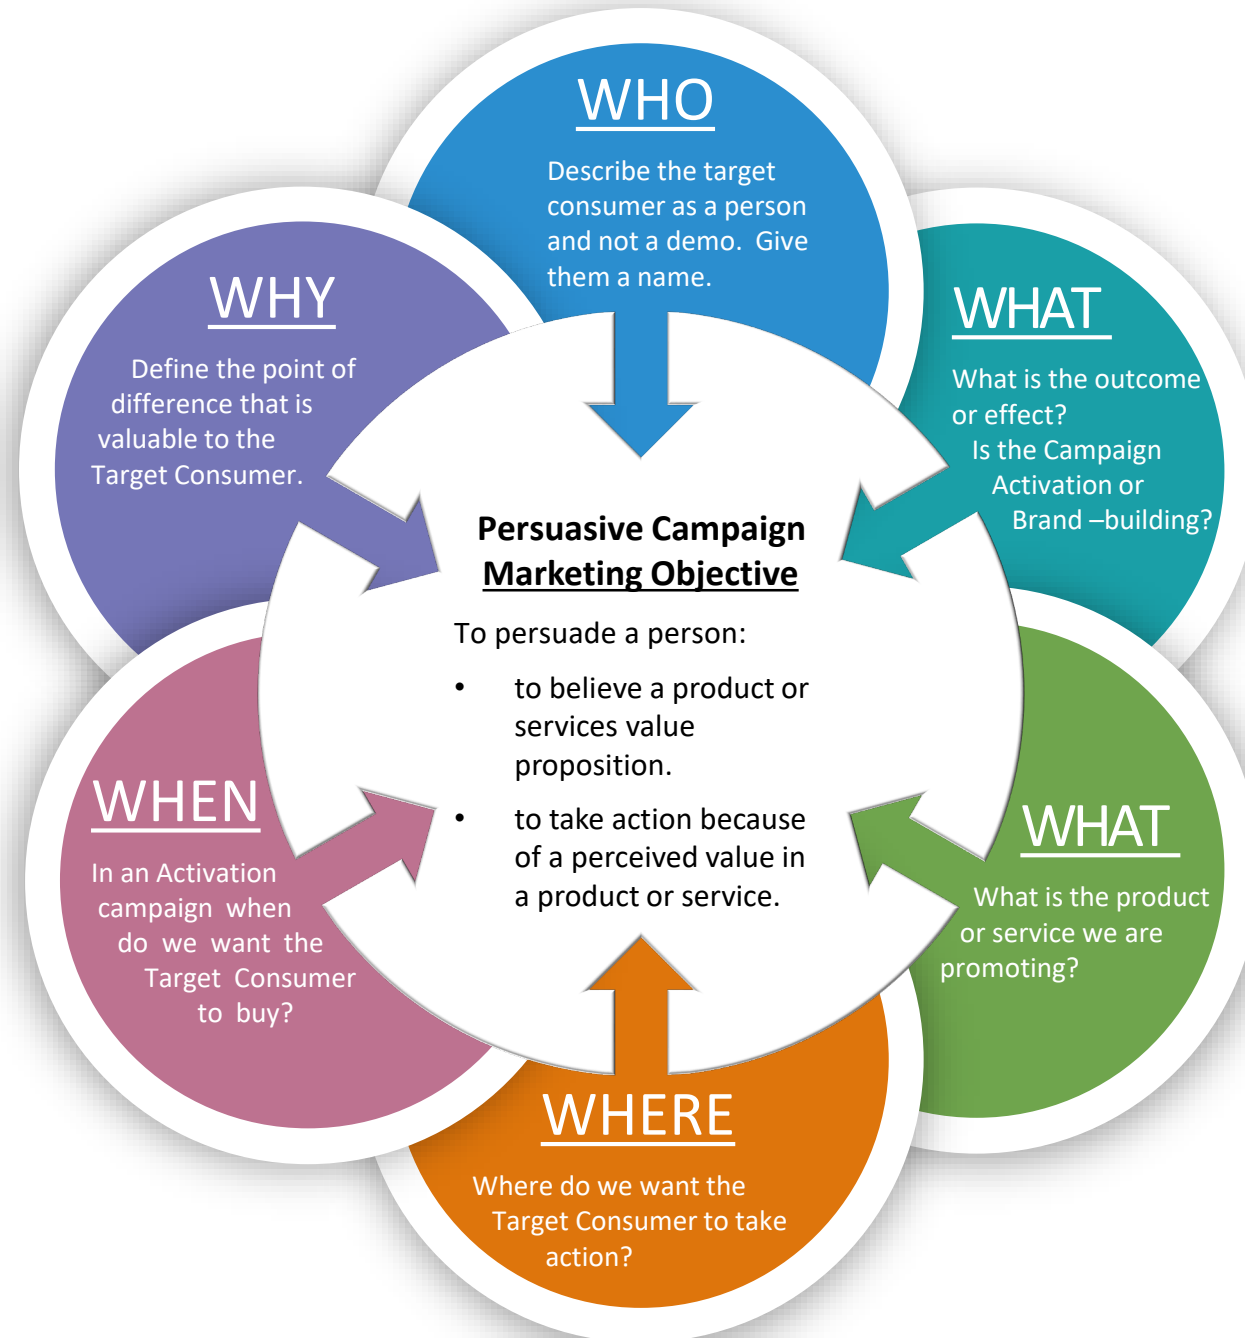 WHO
Describe the target
consumer as a person
and not a demo.  Give
them a name.
WHAT
What is the outcome
or effect?
Is the Campaign
Activation or
Brand –building?
WHAT
What is the product
or service we are
promoting?
WHERE
Where do we want the
Target Consumer to take
action?
WHEN
In an Activation
campaign  when
do  we  want  the
Target  Consumer
to  buy?
WHY
Define the point of
difference that is
valuable to the
Target Consumer.
Persuasive Campaign
Marketing Objective
To persuade a person:
• to believe a product or
services value
proposition.
• to take action because
of a perceived value in
a product or service.